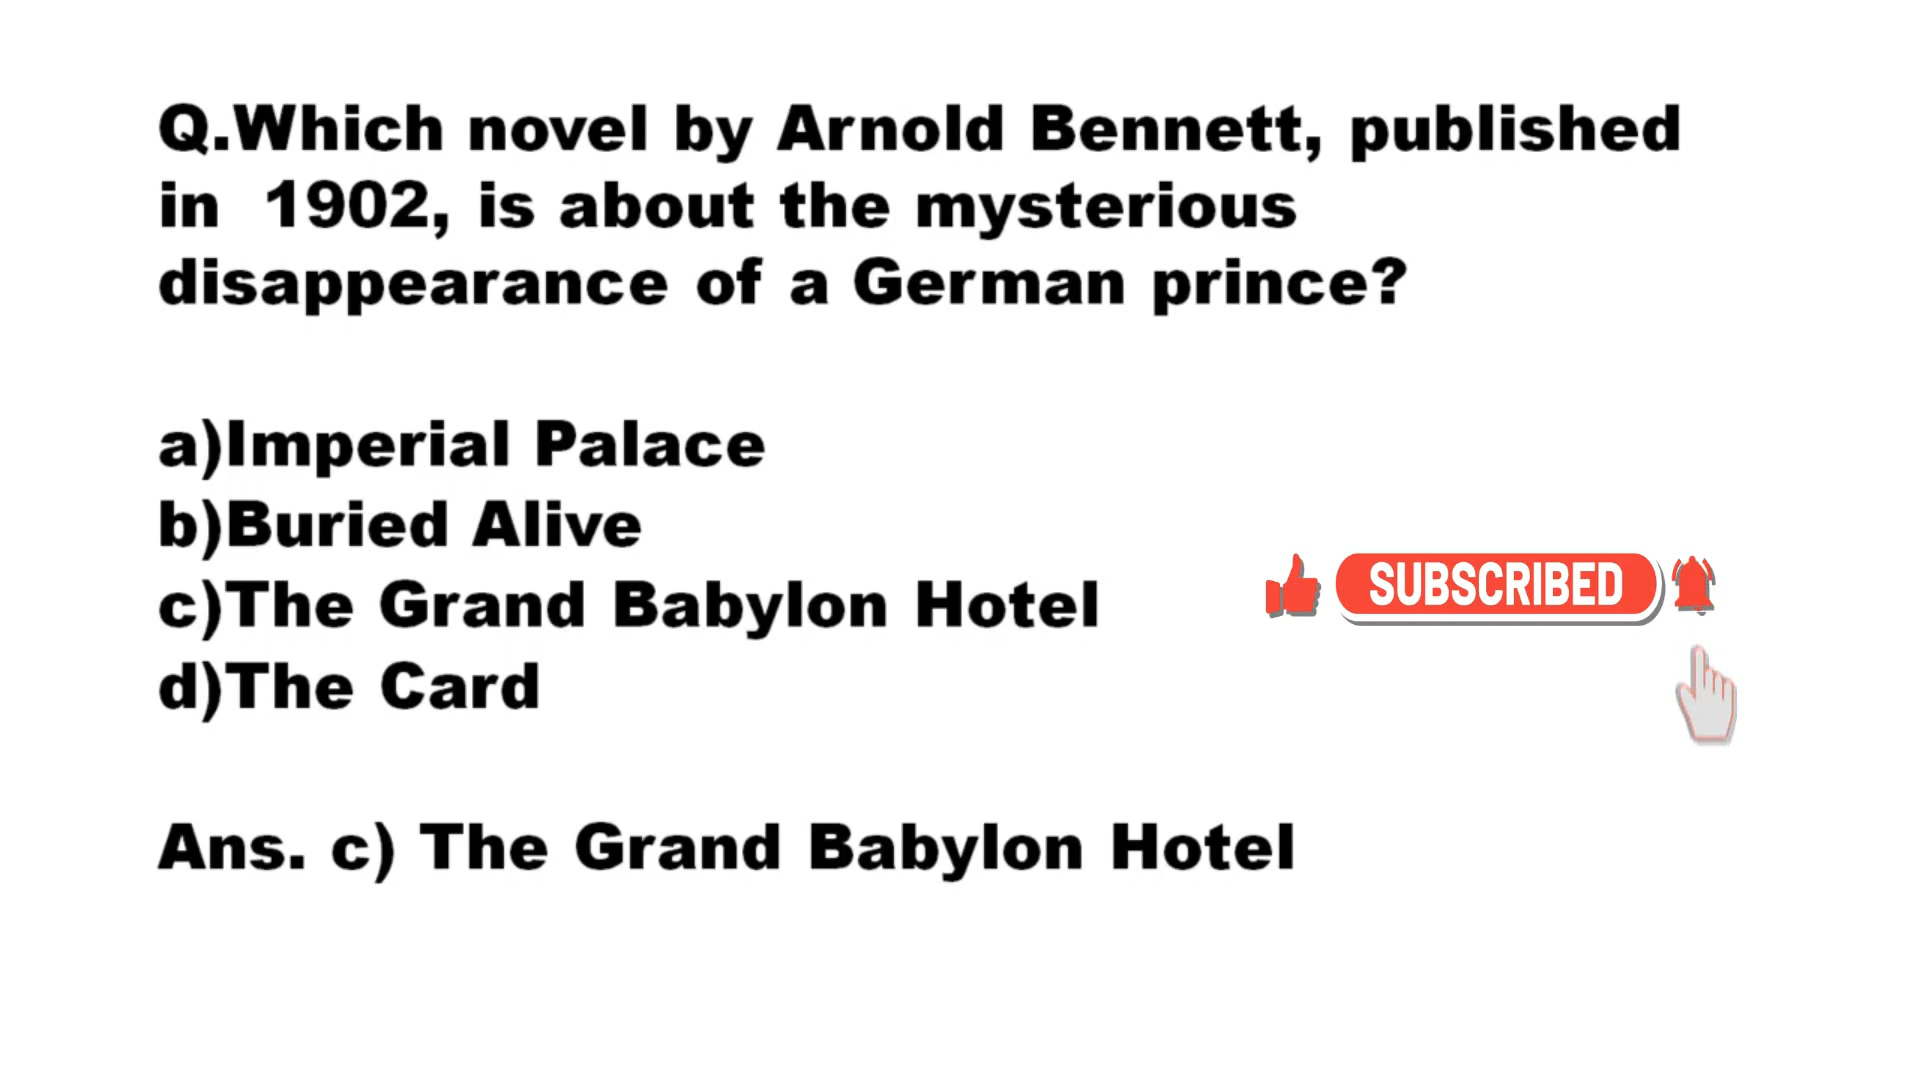 Q.Which novel by Arnold Bennett, published
in  1902, is about the mysterious
disappearance of a German prince?
a)Imperial Palace
b)Buried Alive
c)The Grand Babylon Hotel
d)The Card
SUBSCRIBED
Ans. c) The Grand Babylon Hotel